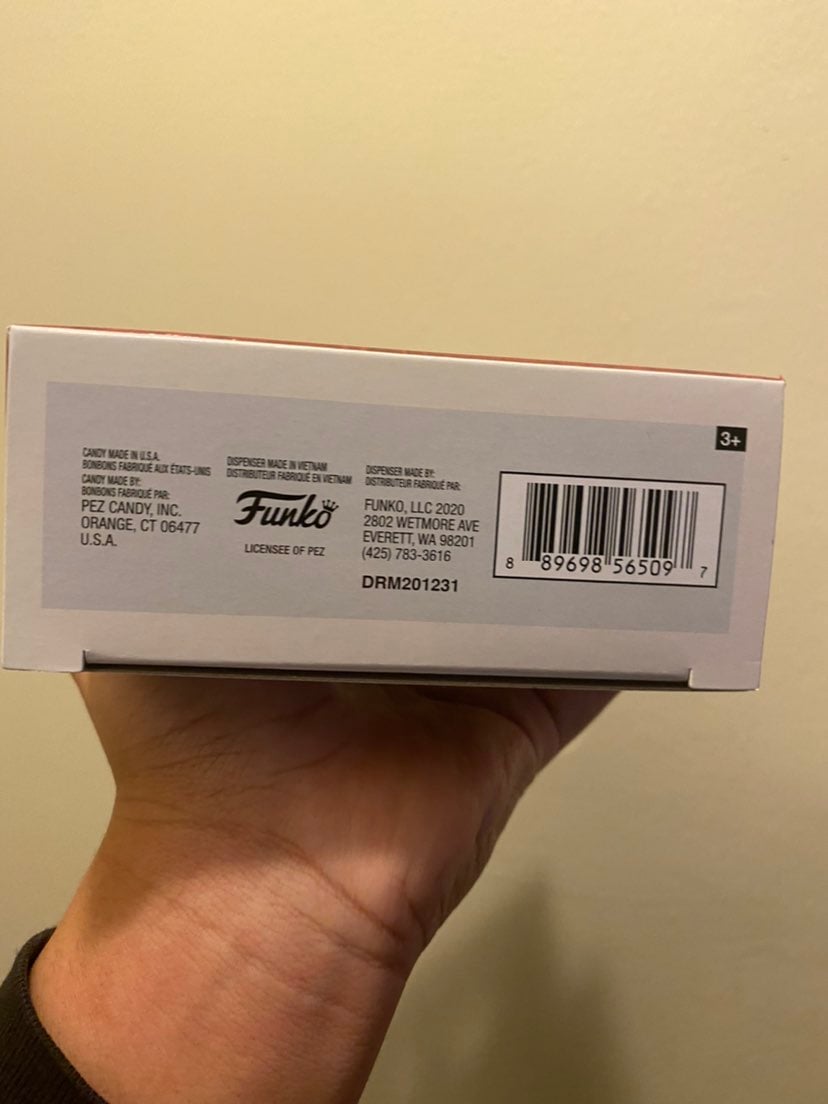 3+
CANDY MADE IN U.S.A.
BONBONS FABRIQUÉ AUX ÉTATS-UNIS
CANDY MADE BY:
BONBONS FABRIQUÉ PAR:
PEZ CANDY, INC.
ORANGE, CT 06477
U.S.A.
DISPENSER MADE IN VIETNAM
DISTRIBUTEUR FABRIQUÉ EN VIETNAM
Funko
LICENSEE OF PEZ
DISPENSER MADE BY:
DISTRIBUTEUR FABRIQUÉ PAR:
FUNKO, LLC 2020
2802 WETMORE AVE
EVERETT, WA 98201
(425) 783-3616
DRM201231
8 89698 56509 7